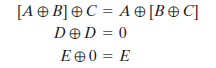 [A ⊕ B] ⊕ C = A ⊕ [B ⊕ C]
D ⊕ D = 0
E ⊕ 0 = E